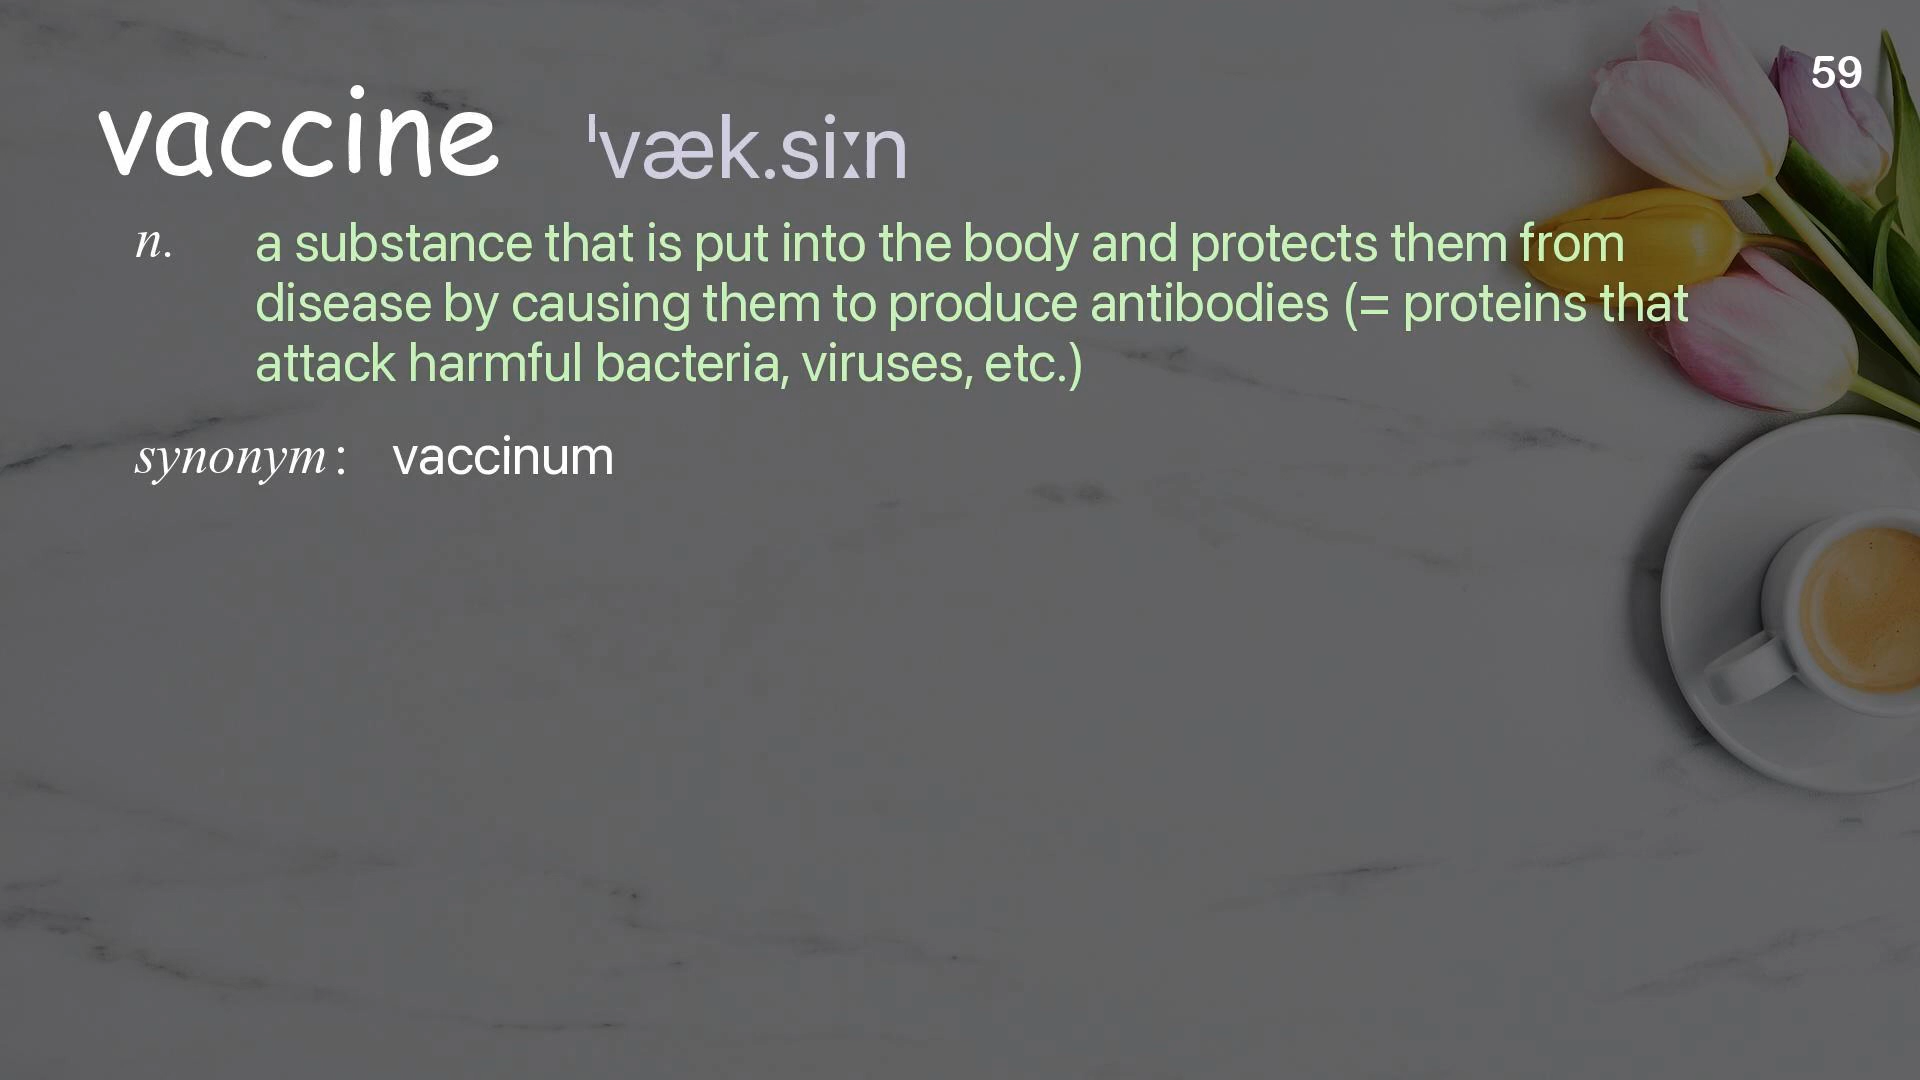 59
vaccine ˈvæk.siːn
n. a substance that is put into the body and protects them from
disease by causing them to produce antibodies (= proteins that
attack harmful bacteria, viruses, etc.)
synonym: vaccinum